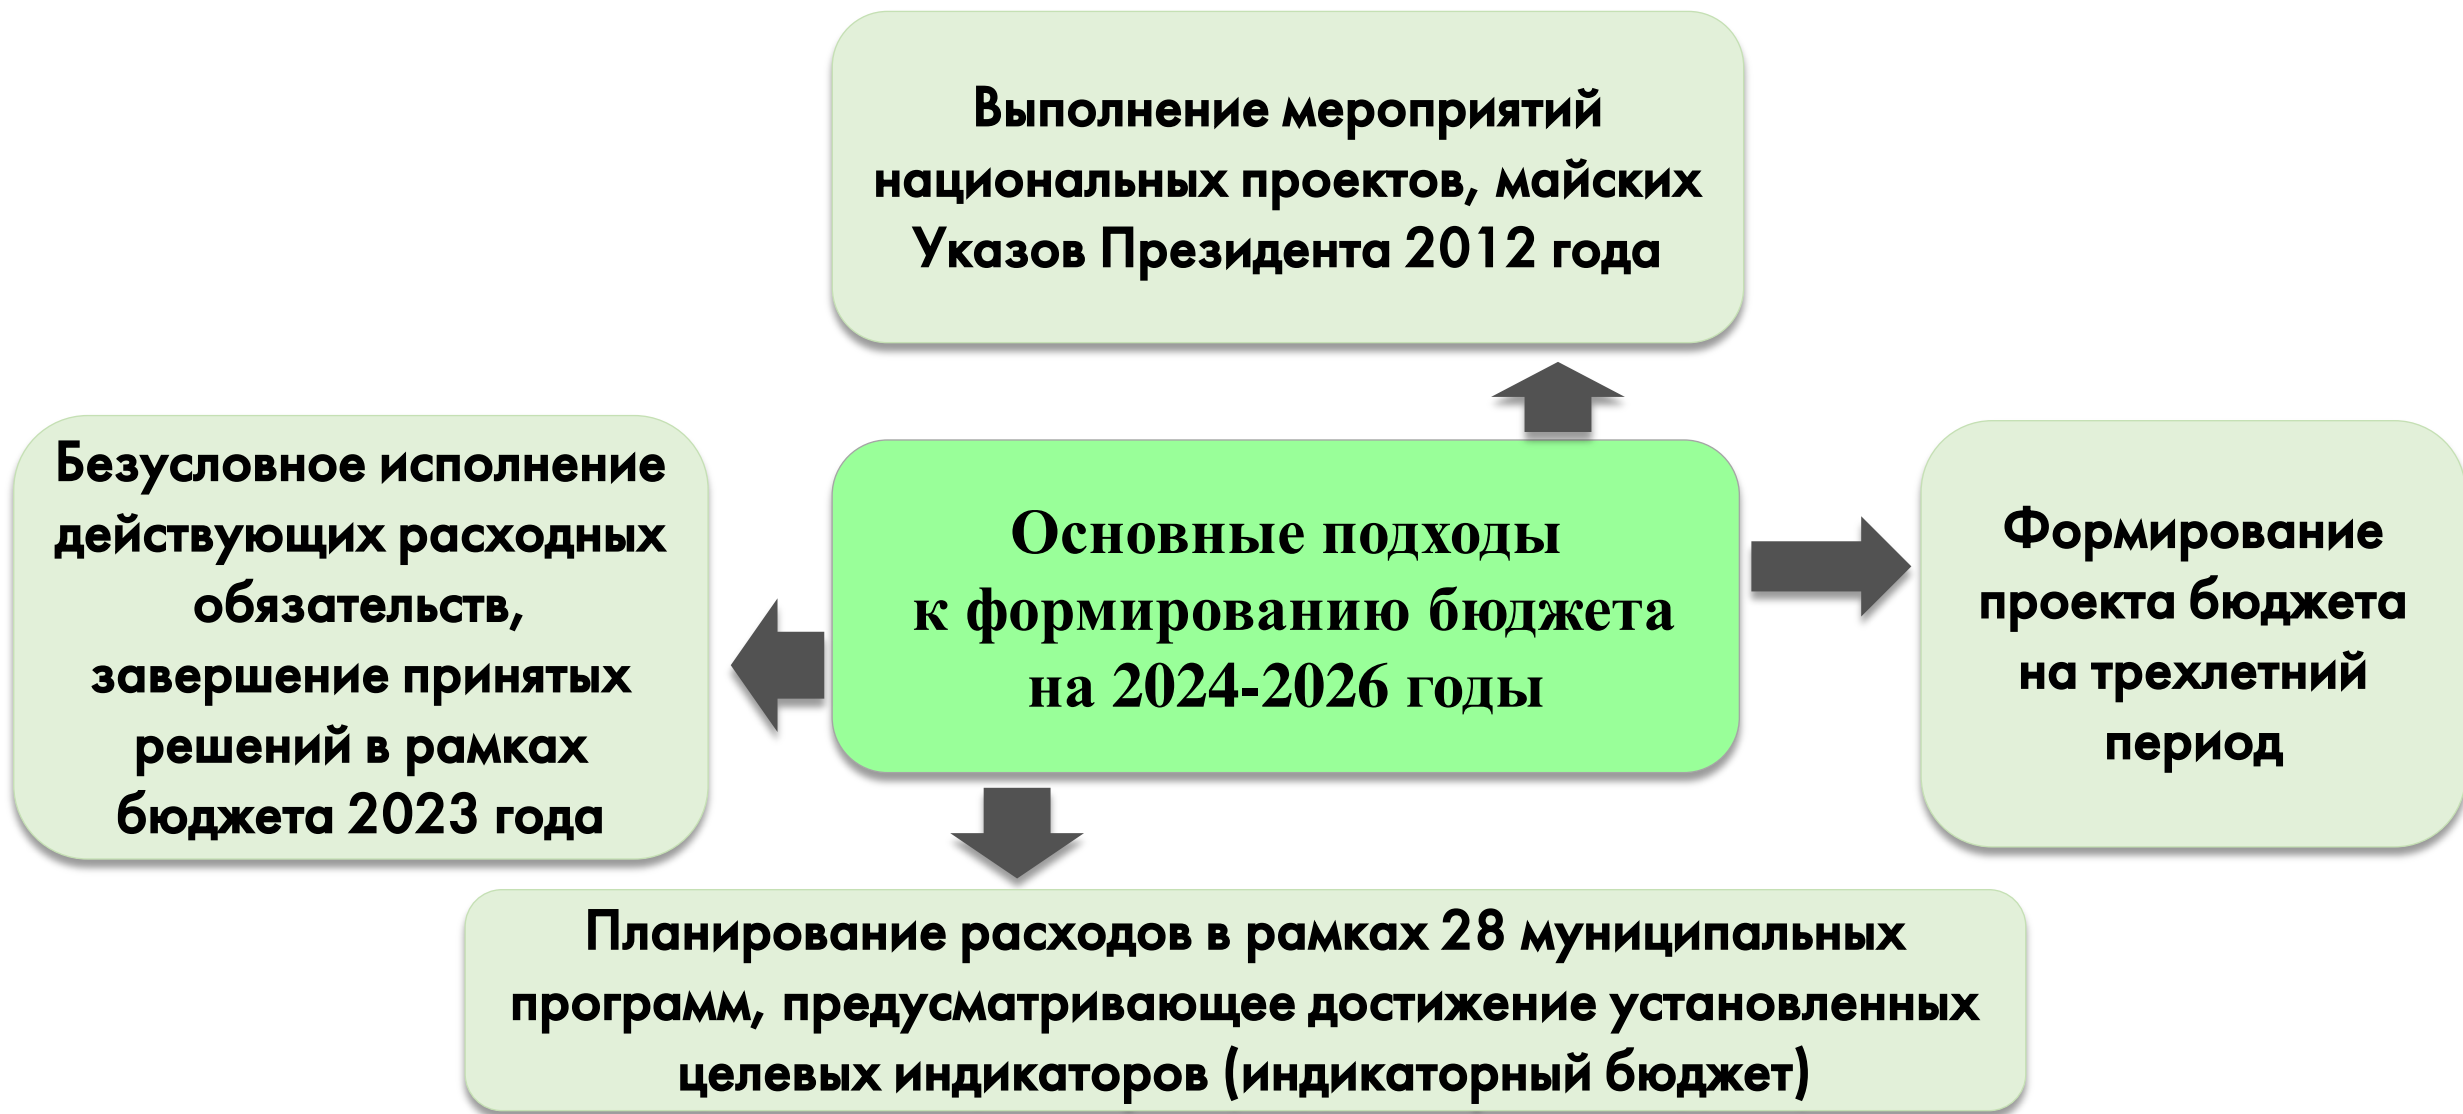 Выполнение мероприятий
национальных проектов, майских
Указов Президента 2012 года
Безусловное исполнение
действующих расходных
обязательств,
завершение принятых
решений в рамках
бюджета 2023 года
Основные подходы
к формированию бюджета
на 2024-2026 годы
Формирование
проекта бюджета
на трехлетний
период
Планирование расходов в рамках 28 муниципальных
программ, предусматривающее достижение установленных
целевых индикаторов (индикаторный бюджет)